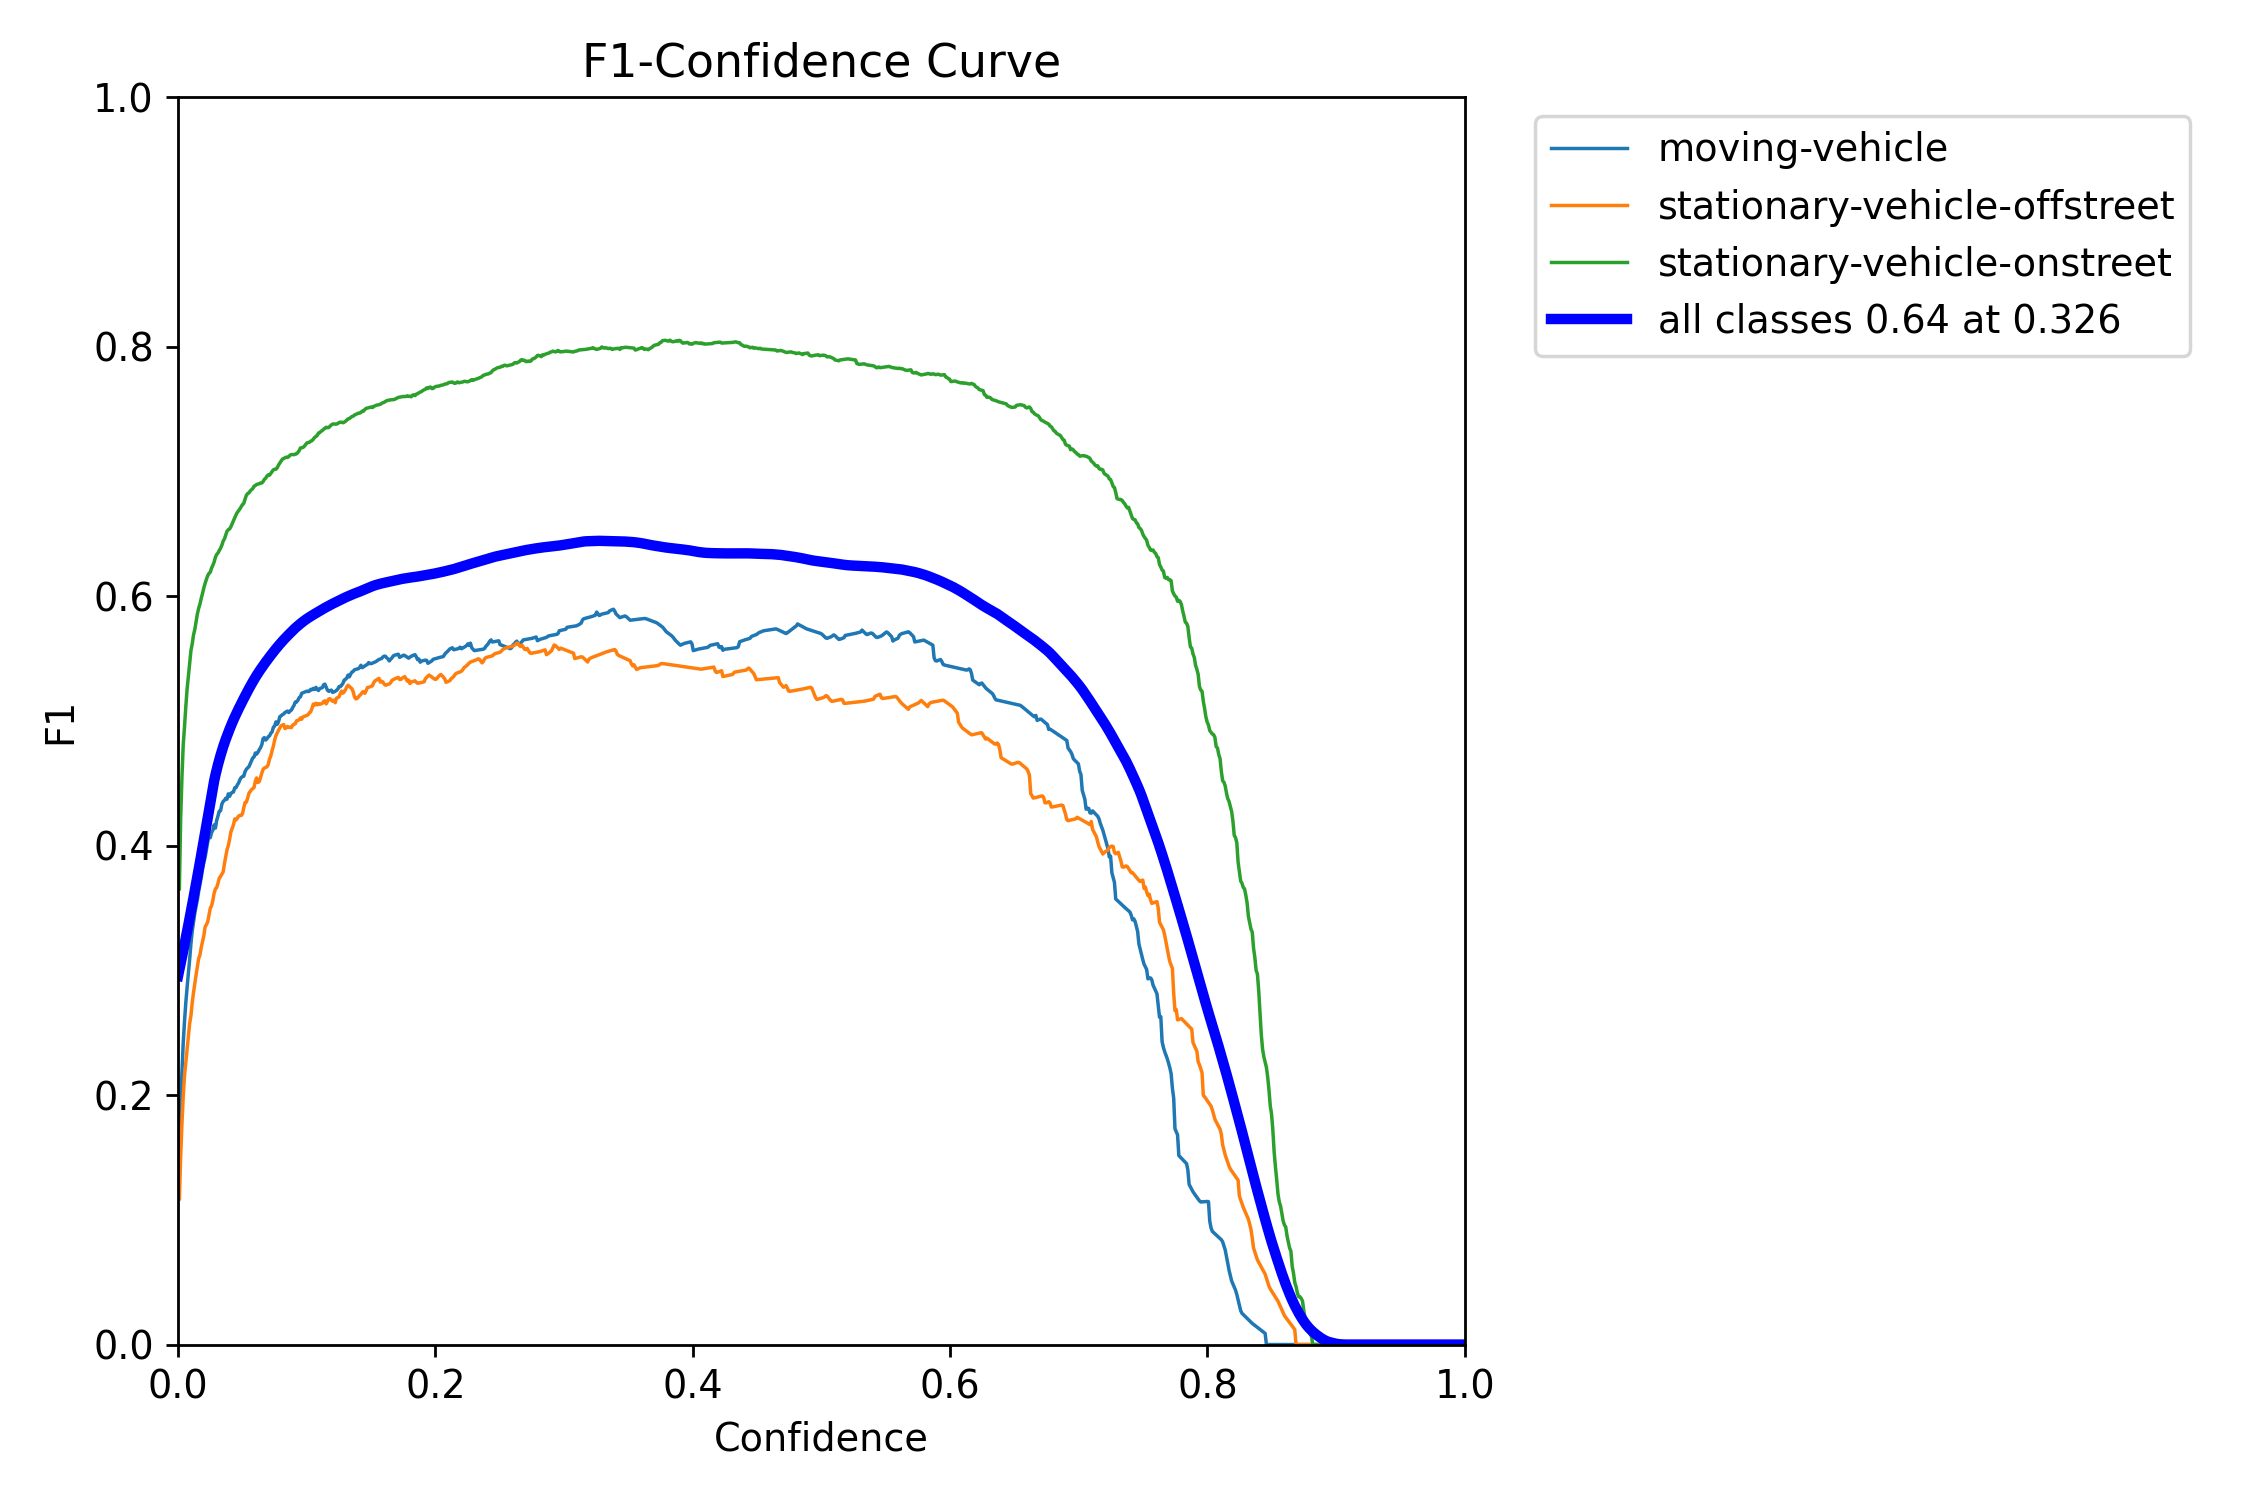 F1-Confidence Curve
1.0
0.8
0.6
0.4
0.2
0.0
F1
0.0 0.2 0.4 0.6 0.8 1.0
Confidence
moving-vehicle
stationary-vehicle-offstreet
stationary-vehicle-onstreet
all classes 0.64 at 0.326